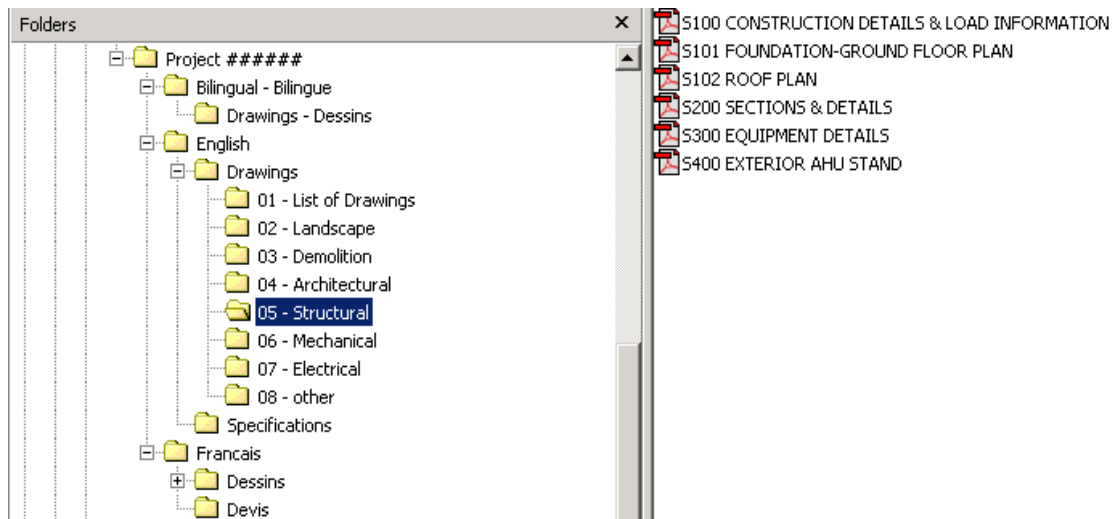 Folders
Project ######
Bilingual - Bilingue
Drawings - Dessins
English
Drawings
01 - List of Drawings
02 - Landscape
03 - Demolition
04 - Architectural
05 - Structural
06 - Mechanical
07 - Electrical
08 - other
Specifications
Francais
Dessins
Devis
S100 CONSTRUCTION DETAILS & LOAD INFORMATION
S101 FOUNDATION-GROUND FLOOR PLAN
S102 ROOF PLAN
S200 SECTIONS & DETAILS
S300 EQUIPMENT DETAILS
S400 EXTERIOR AHU STAND